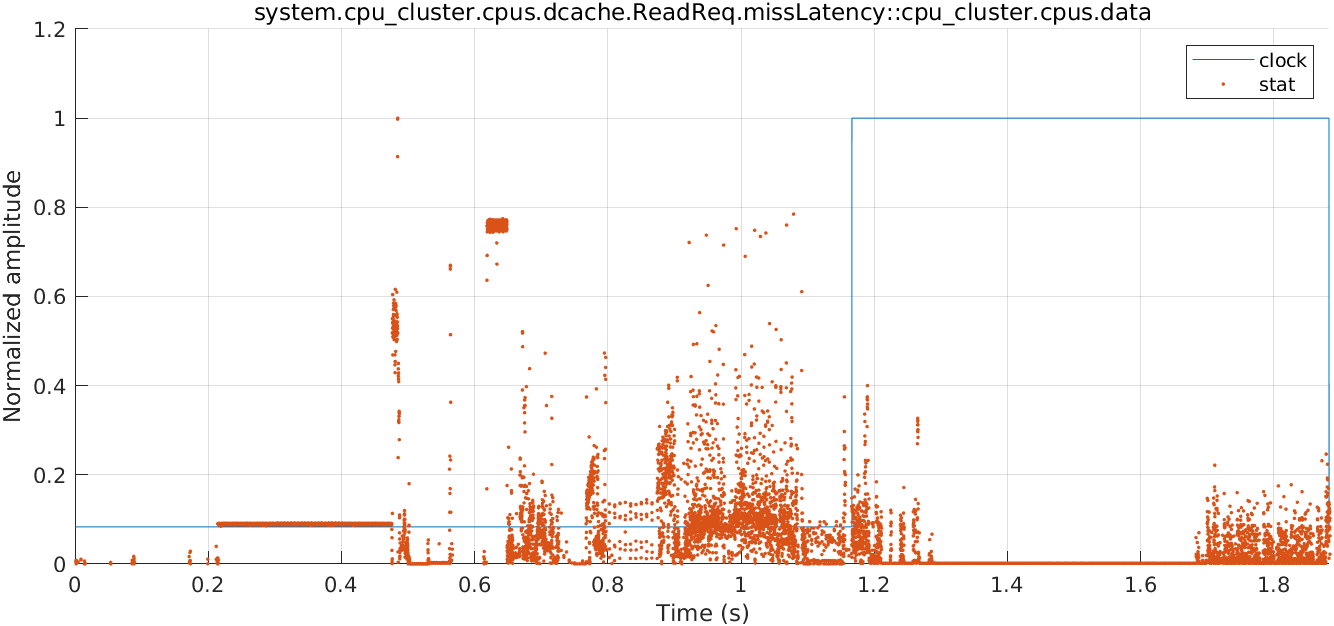 system.cpu_cluster.cpus.dcache.ReadReq.missLatency::cpu_cluster.cpus.data
1.2
1
0.8
0.6
0.4
0.2
0
Normalized amplitude
clock
stat
0 0.2 0.4 0.6 0.8 1 1.2 1.4 1.6 1.8
Time (s)